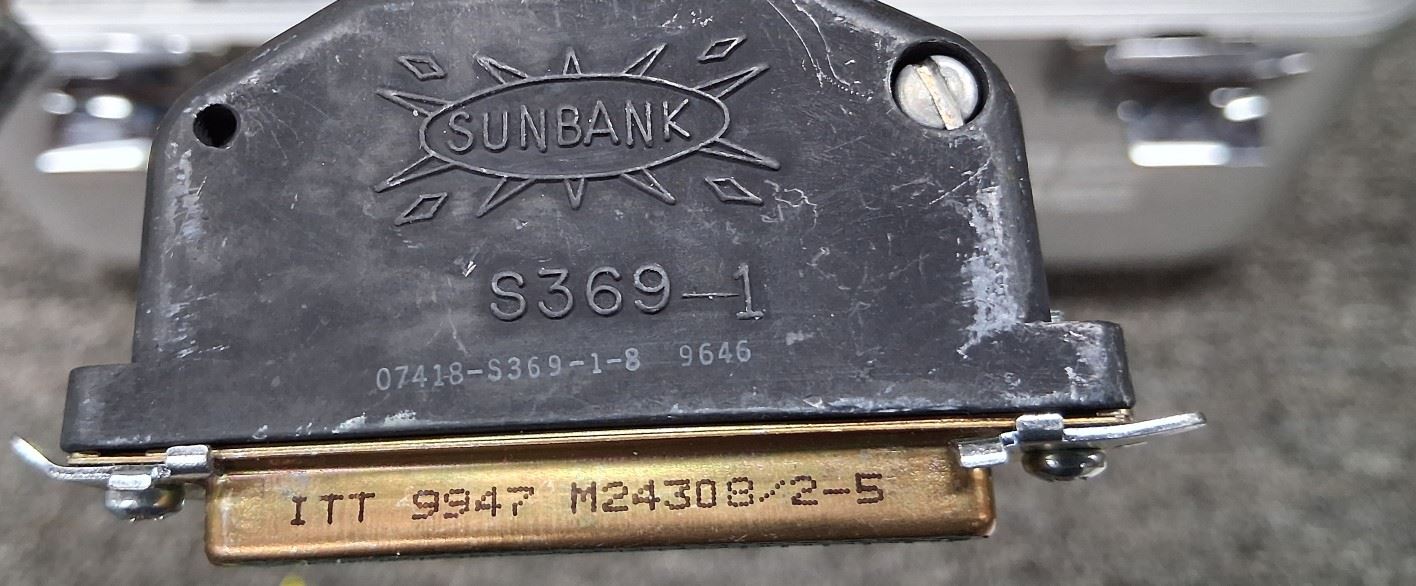 SUNBANK
S369-1
07418-S369-1-8 9646
ITT 9947 M24308/2-5